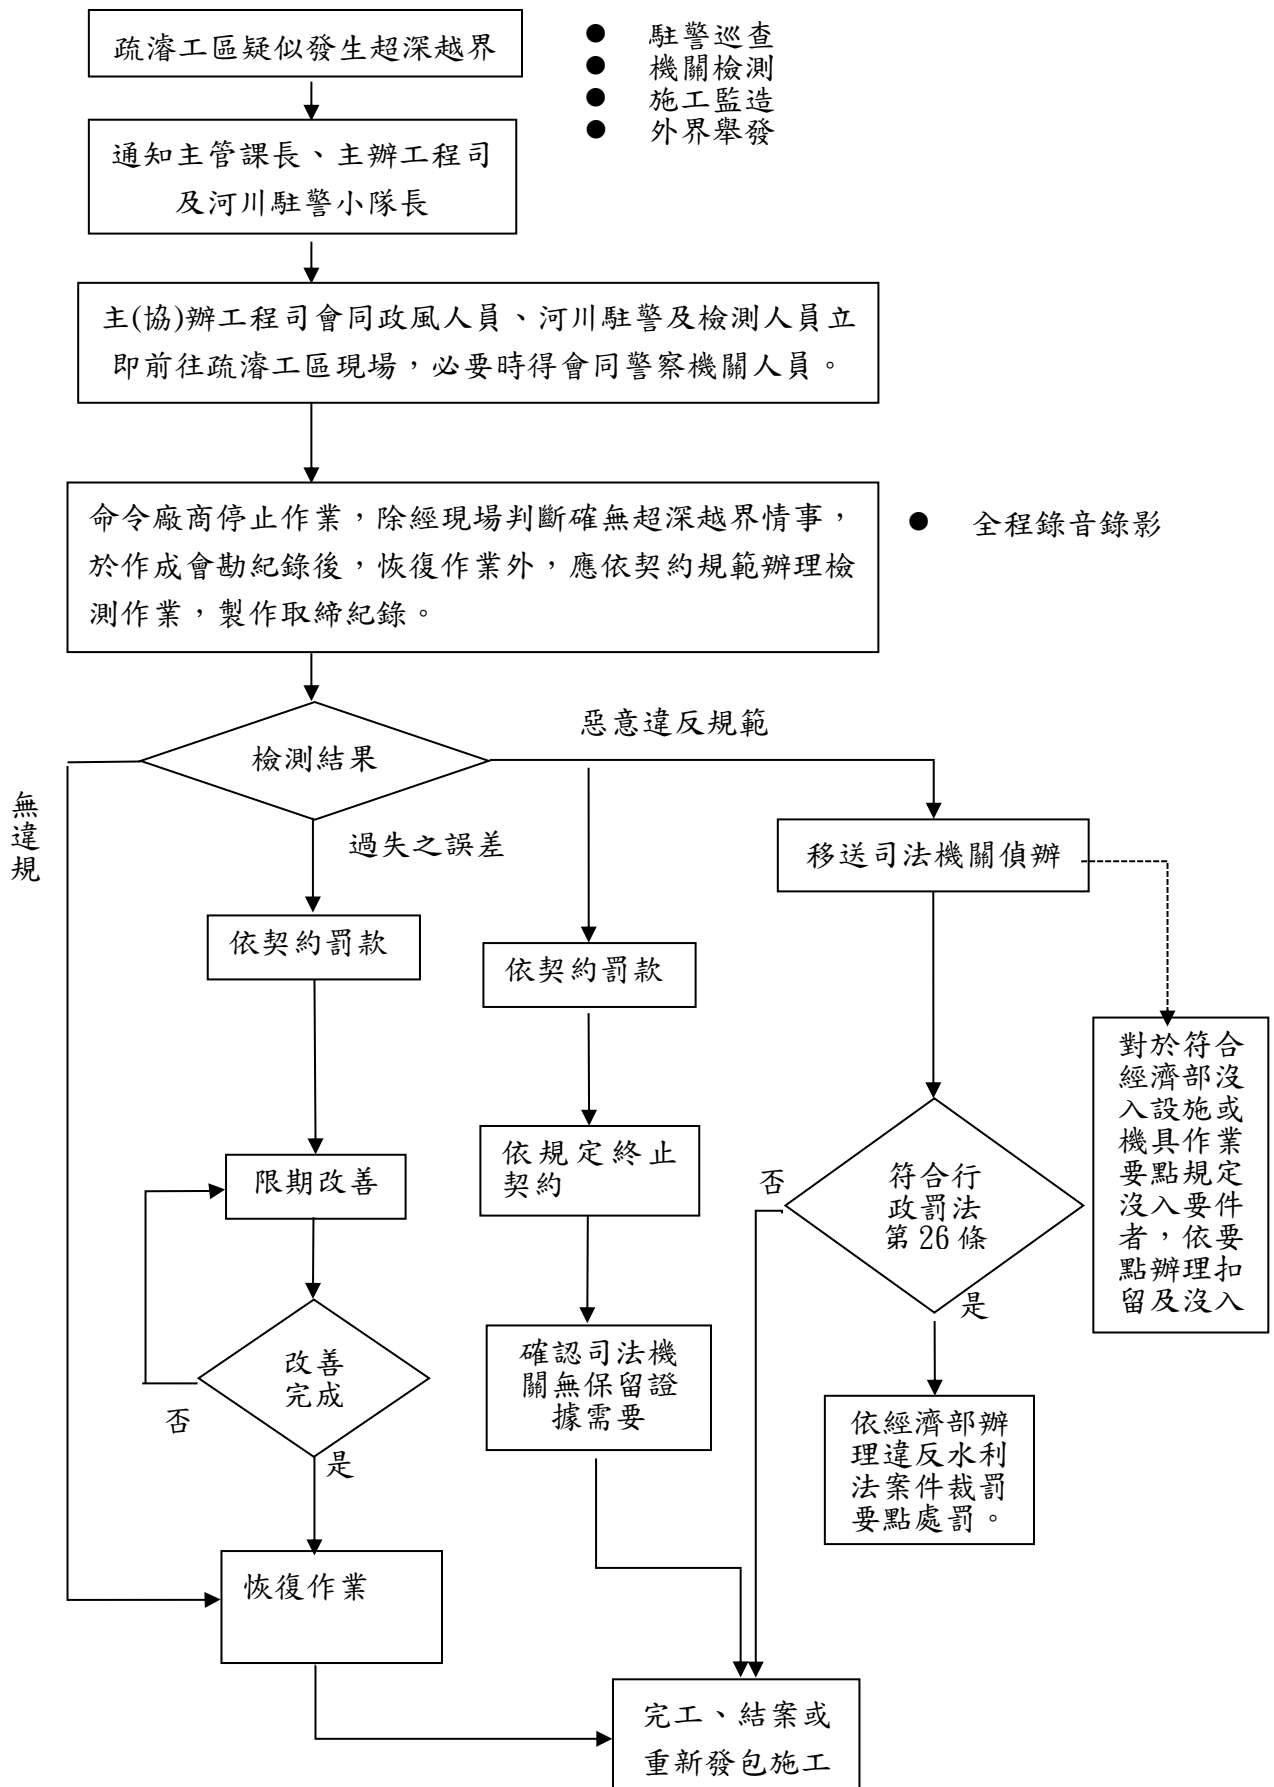 疏濬工區疑似發生超深越界
● 駐警巡查
● 機關檢測
● 施工監造
● 外界舉發
通知主管課長、主辦工程司
及河川駐警小隊長
主(協)辦工程司會同政風人員、河川駐警及檢測人員立
即前往疏濬工區現場，必要時得會同警察機關人員。
命令廠商停止作業，除經現場判斷確無超深越界情事，
於作成會勘紀錄後，恢復作業外，應依契約規範辦理檢
測作業，製作取締紀錄。
● 全程錄音錄影
檢測結果
惡意違反規範
無違規
過失之誤差
移送司法機關偵辦
依契約罰款
依契約罰款
對於符合
經濟部沒
入設施或
機具作業
要點規定
沒入要件
者，依要
點辦理扣
留及沒入
限期改善
依規定終止
契約
否
符合行
政罰法
第 26 條
是
改善
完成
否
是
確認司法機
關無保留證
據需要
依經濟部辦
理違反水利
法案件裁罰
要點處罰。
恢復作業
完工、結案或
重新發包施工